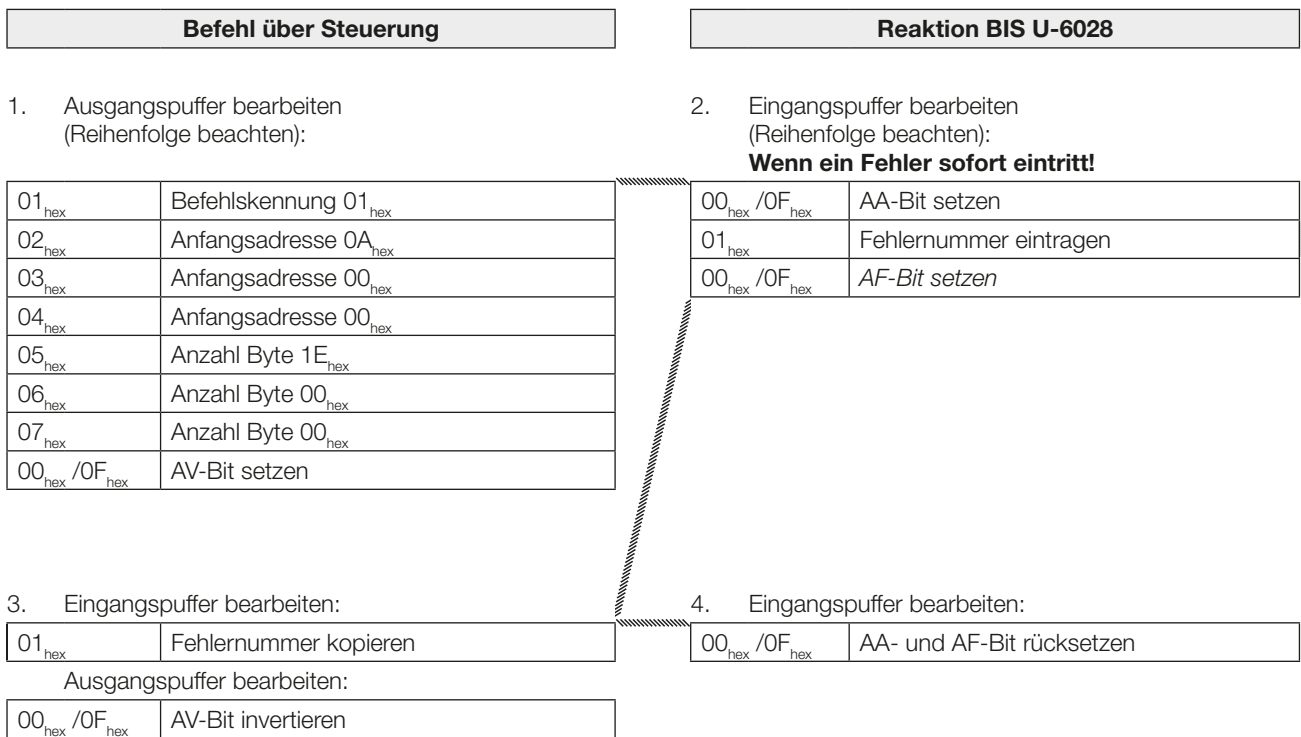 Befehl über Steuerung
Reaktion BIS U-6028
1. Ausgangspuffer bearbeiten
(Reihenfolge beachten):
2. Eingangspuffer bearbeiten
(Reihenfolge beachten):
Wenn ein Fehler sofort eintritt!
01hex Befehlskennung 01hex
02hex Anfangsadresse 0Ahex
03hex Anfangsadresse 00hex
04hex Anfangsadresse 00hex
05hex Anzahl Byte 1Ehex
06hex Anzahl Byte 00hex
07hex Anzahl Byte 00hex
00hex /0Fhex AV-Bit setzen
00hex /0Fhex AA-Bit setzen
01hex Fehlernummer eintragen
00hex /0Fhex AF-Bit setzen
3. Eingangspuffer bearbeiten:
01hex Fehlernummer kopieren
Ausgangspuffer bearbeiten:
00hex /0Fhex AV-Bit invertieren
4. Eingangspuffer bearbeiten:
00hex /0Fhex AA- und AF-Bit rücksetzen